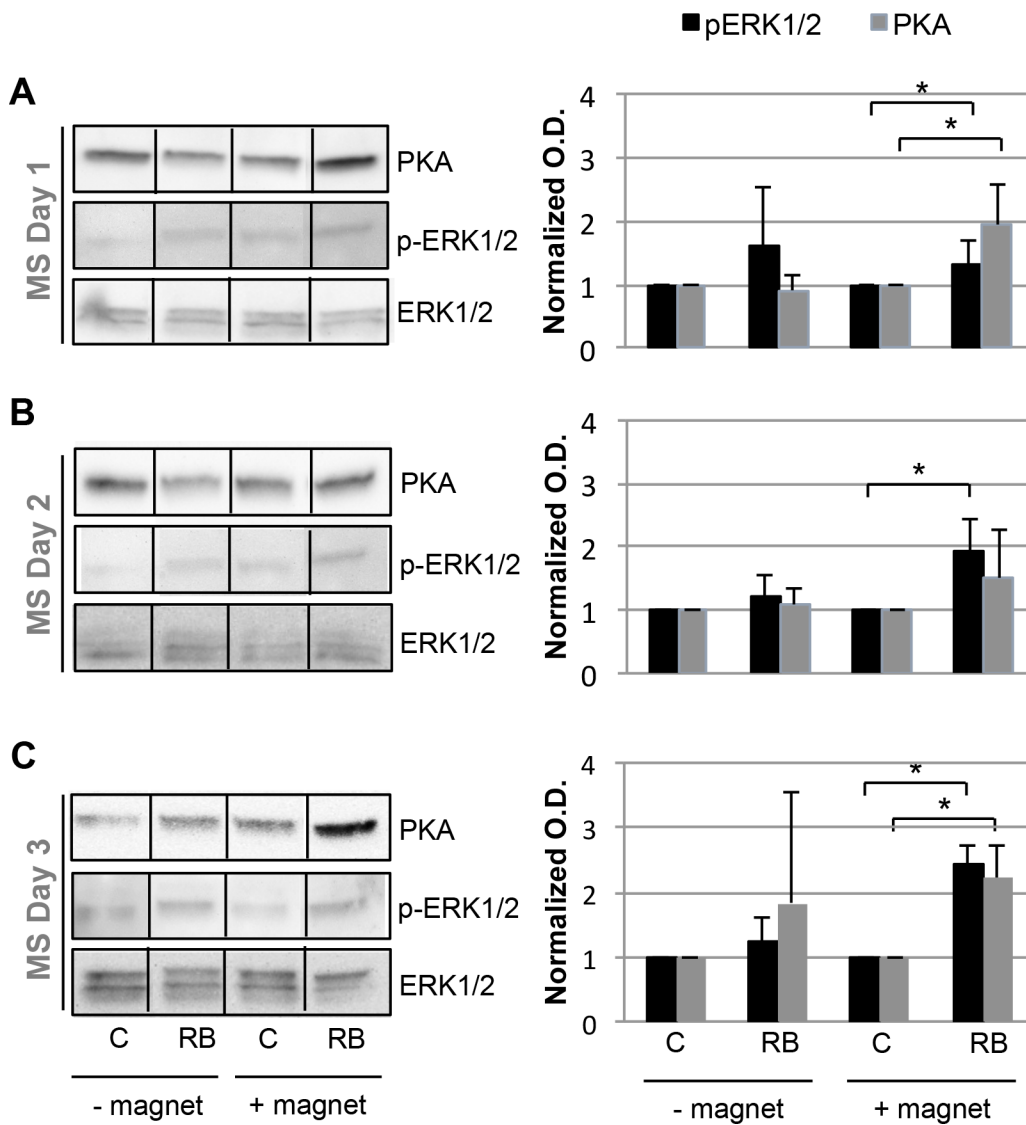 pERK1/2 PKA
A
MS Day 1
PKA
p-ERK1/2
ERK1/2
Normalized O.D.
4
3
2
1
0
*
*
B
MS Day 2
PKA
p-ERK1/2
ERK1/2
Normalized O.D.
4
3
2
1
0
*
C
MS Day 3
PKA
p-ERK1/2
ERK1/2
C RB C RB
- magnet + magnet
Normalized O.D.
4
3
2
1
0
*
*
C RB C RB
- magnet + magnet